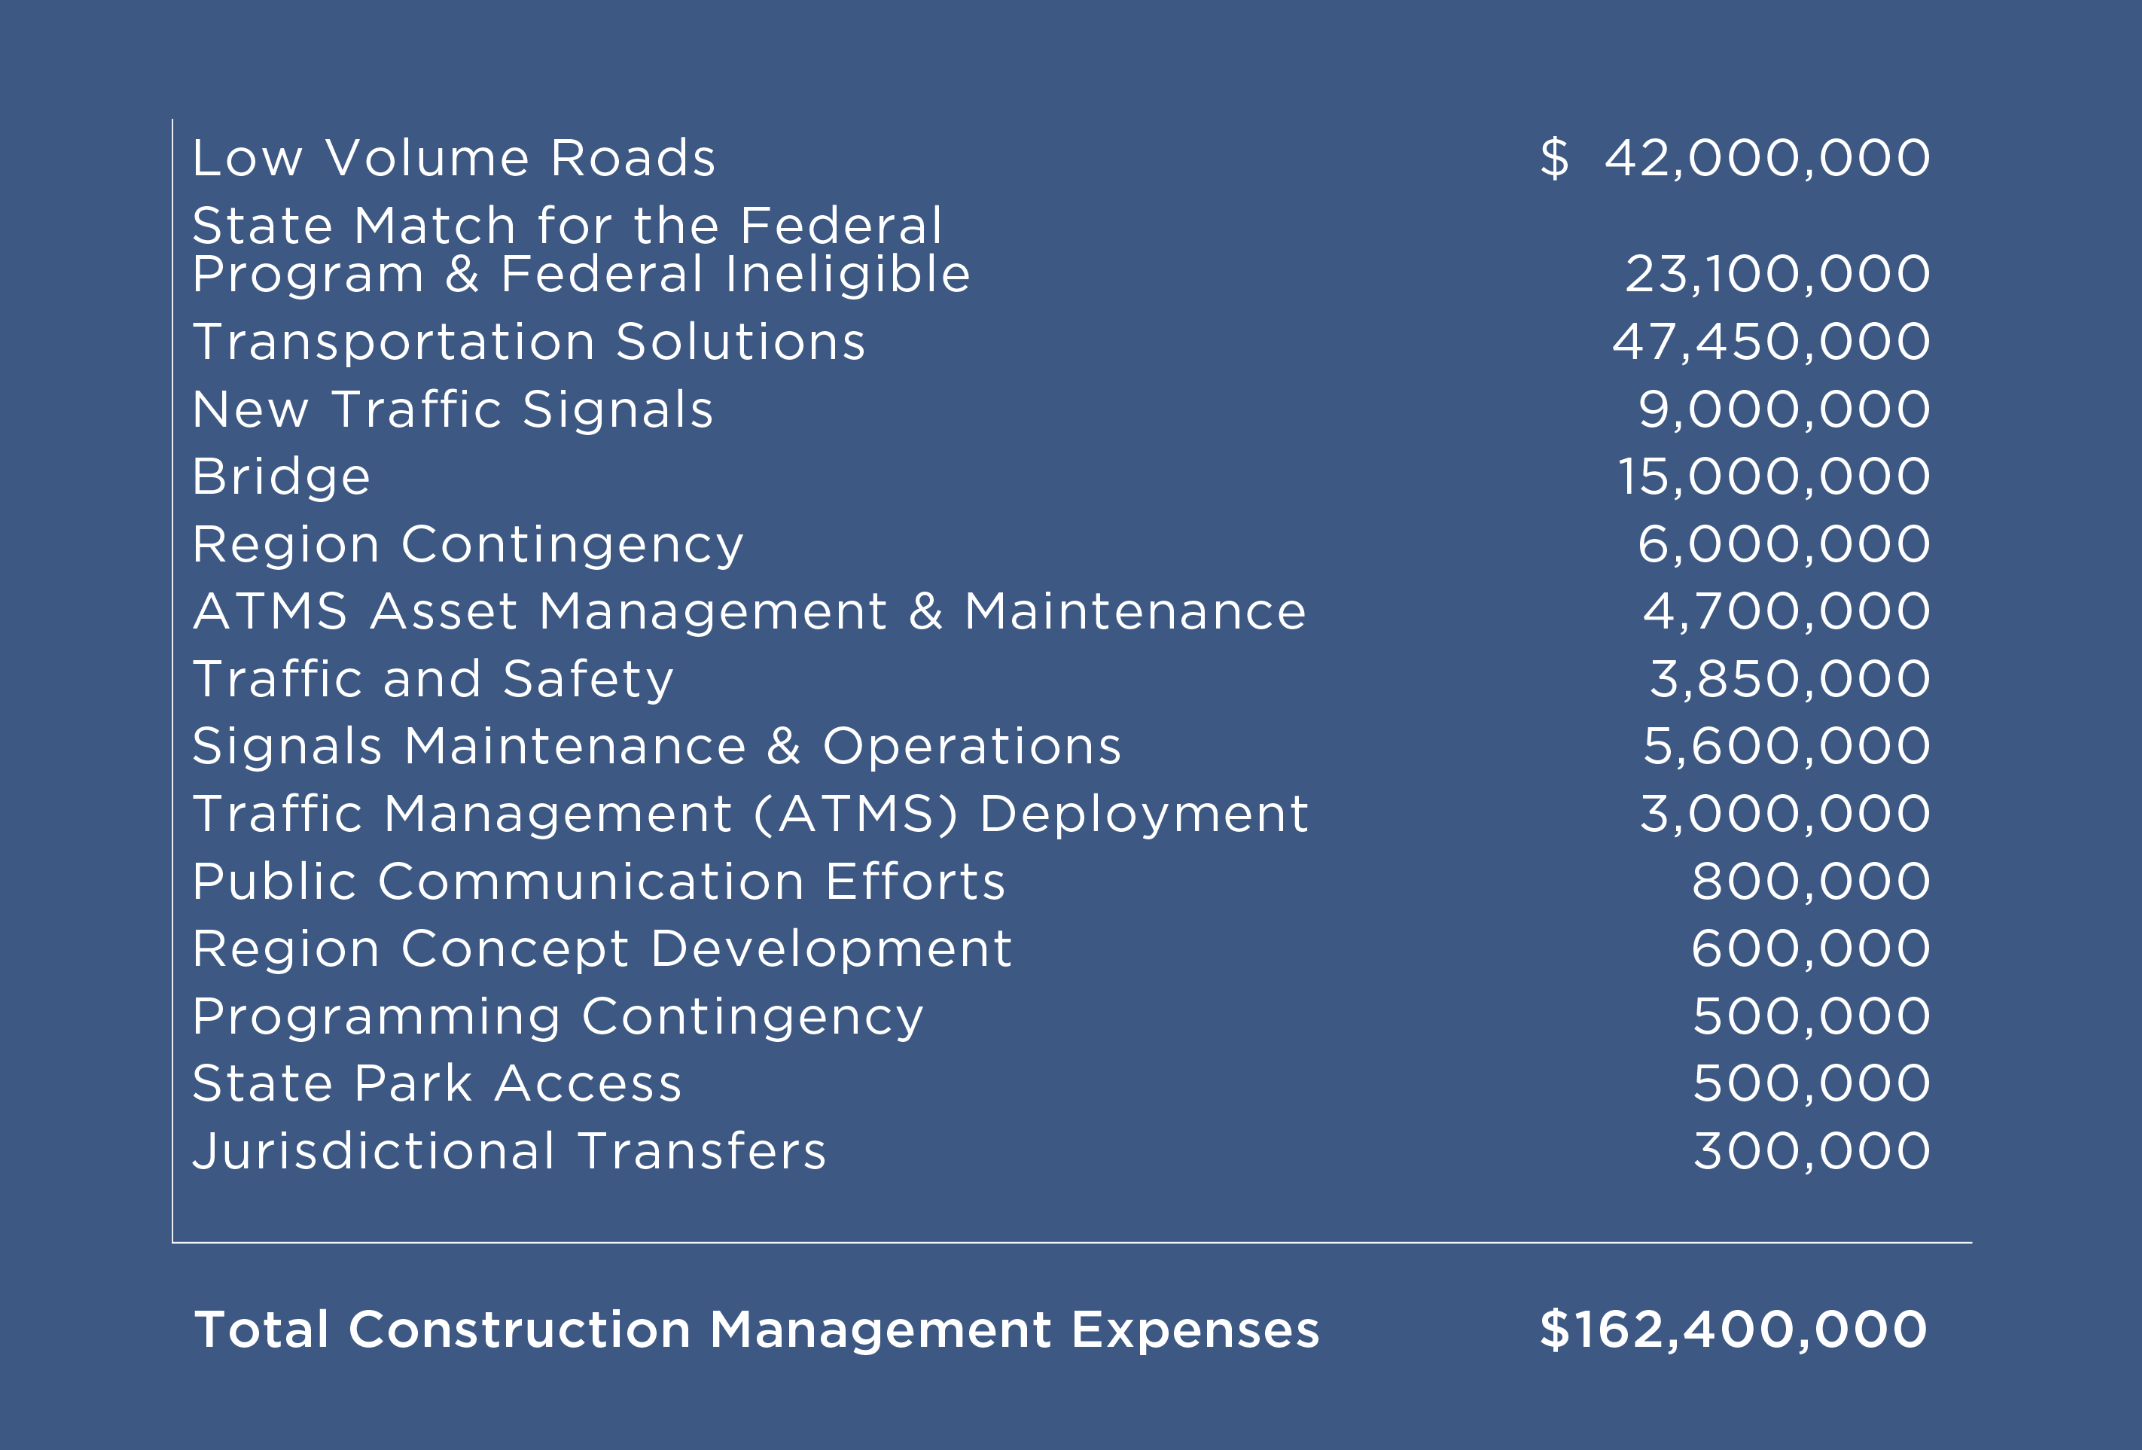 Low Volume Roads $ 42,000,000
State Match for the Federal
Program & Federal Ineligible 23,100,000
Transportation Solutions 47,450,000
New Traffic Signals 9,000,000
Bridge 15,000,000
Region Contingency 6,000,000
ATMS Asset Management & Maintenance 4,700,000
Traffic and Safety 3,850,000
Signals Maintenance & Operations 5,600,000
Traffic Management (ATMS) Deployment 3,000,000
Public Communication Efforts 800,000
Region Concept Development 600,000
Programming Contingency 500,000
State Park Access 500,000
Jurisdictional Transfers 300,000
Total Construction Management Expenses $162,400,000